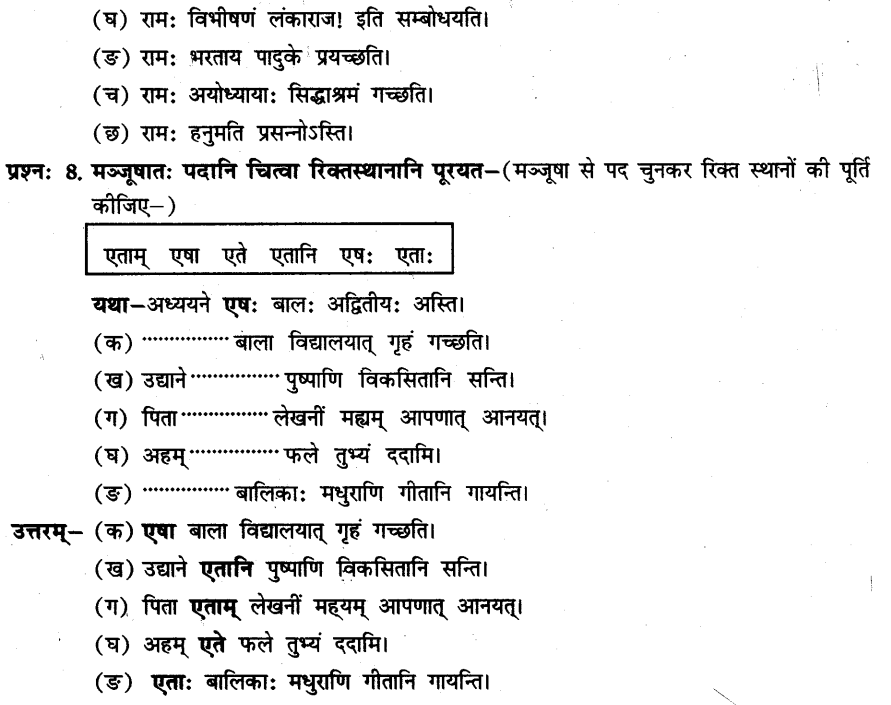 (घ) रामः विभीषणं लंकाराज! इति सम्बोधयति।
(ङ) रामः भरताय पादुके प्रयच्छति।
(च) रामः अयोध्यायाः सिद्धाश्रमं गच्छति।
(छ) रामः हनुमति प्रसन्नोऽस्ति।
प्रश्नः 8. मञ्जूषातः पदानि चित्वा रिक्तस्थानानि पूरयत–(मञ्जूषा से पद चुनकर रिक्त स्थानों की पूर्ति
कीजिए–)
एताम् एषा एते एतानि एषः एताः
यथा–अध्ययने एषः बालः अद्वितीयः अस्ति।
(क) ................ बाला विद्यालयात् गृहं गच्छति।
(ख) उद्याने ................ पुष्पाणि विकसितानि सन्ति।
(ग) पिता ................ लेखनीं मह्यम् आपणात् आनयत्।
(घ) अहम् ................ फले तुभ्यं ददामि।
(ङ) ................ बालिकाः मधुराणि गीतानि गायन्ति।
उत्तरम्– (क) एषा बाला विद्यालयात् गृहं गच्छति।
(ख) उद्याने एतानि पुष्पाणि विकसितानि सन्ति।
(ग) पिता एताम् लेखनीं मह्यम् आपणात् आनयत्।
(घ) अहम् एते फले तुभ्यं ददामि।
(ङ) एताः बालिकाः मधुराणि गीतानि गायन्ति।